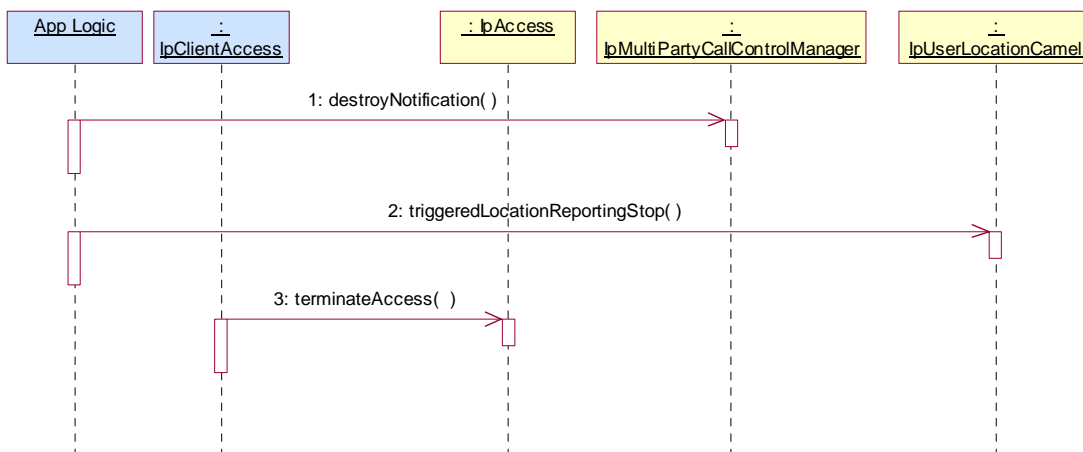 App Logic
:
IpClientAccess
: IpAccess
:
IpMultiPartyCallControlManager
:
IpUserLocationCamel
1: destroyNotification( )
2: triggeredLocationReportingStop( )
3: terminateAccess(  )